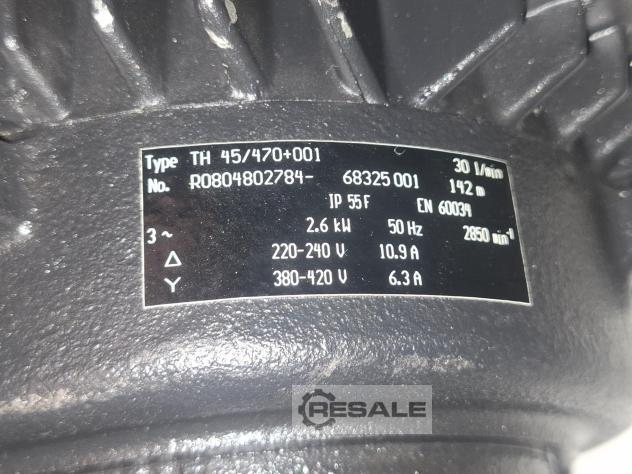 Type TH 45/470+001 30 l/min
No. R0804802784- 68325 001 142 m
IP 55 F EN 60034
3~ 2.6 kW 50 Hz 2850 min⁻¹
Δ 220-240 V 10.9 A
Y 380-420 V 6.3 A
RESALE